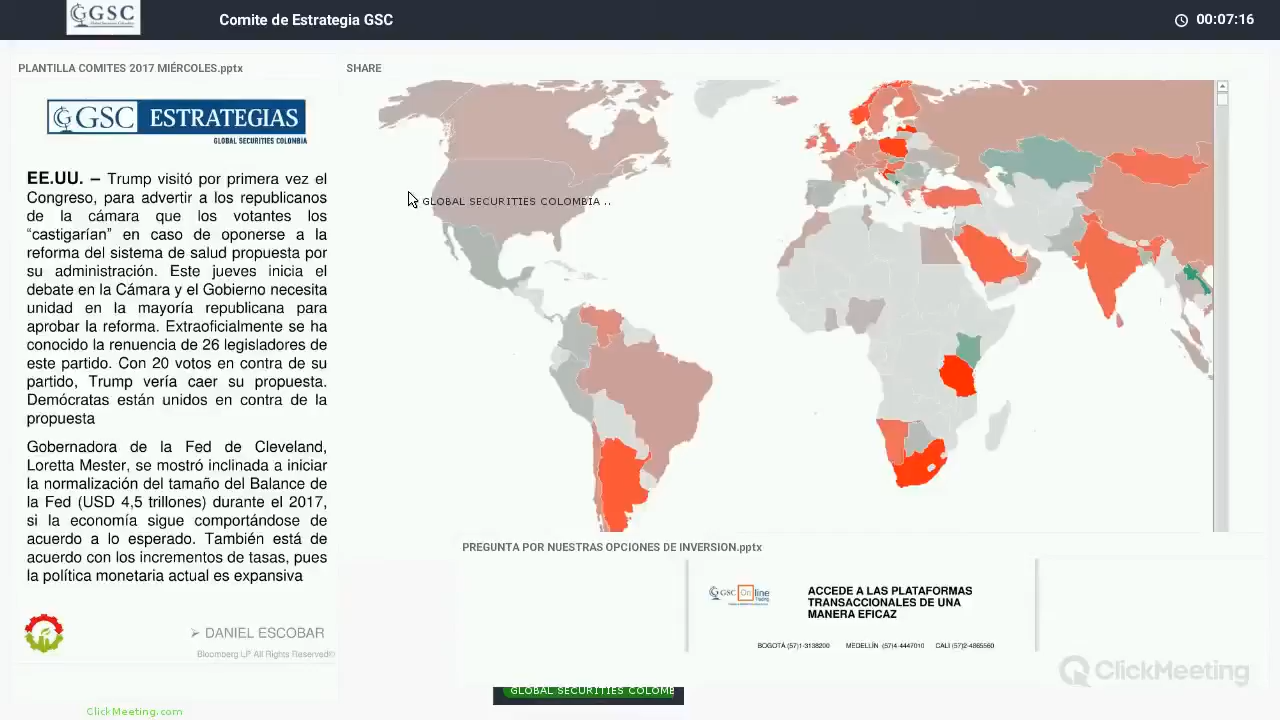 GSC
Global Securities Colombia
Comite de Estrategia GSC
00:07:16
PLANTILLA COMITES 2017 MIÉRCOLES.pptx
SHARE
GSC ESTRATEGIAS
GLOBAL SECURITIES COLOMBIA
EE.UU. – Trump visitó por primera vez el
Congreso, para advertir a los republicanos
de la cámara que los votantes los
“castigarían” en caso de oponerse a la
reforma del sistema de salud propuesta por
su administración. Este jueves inicia el
debate en la Cámara y el Gobierno necesita
unidad en la mayoría republicana para
aprobar la reforma. Extraoficialmente se ha
conocido la renuencia de 26 legisladores de
este partido. Con 20 votos en contra de su
partido, Trump vería caer su propuesta.
Demócratas están unidos en contra de la
propuesta
Gobernadora de la Fed de Cleveland,
Loretta Mester, se mostró inclinada a iniciar
la normalización del tamaño del Balance de
la Fed (USD 4,5 trillones) durante el 2017,
si la economía sigue comportándose de
acuerdo a lo esperado. También está de
acuerdo con los incrementos de tasas, pues
la política monetaria actual es expansiva
➢ DANIEL ESCOBAR
Bloomberg LP All Rights Reserved©
GLOBAL SECURITIES COLOMBIA ..
PREGUNTA POR NUESTRAS OPCIONES DE INVERSION.pptx
GSC Online
Trading
ACCEDE A LAS PLATAFORMAS
TRANSACCIONALES DE UNA
MANERA EFICAZ
BOGOTÁ (57)1-3138200 MEDELLÍN (57)4-4447010 CALI (57)2-4865560
ClickMeeting
GLOBAL SECURITIES COLOMB
ClickMeeting.com